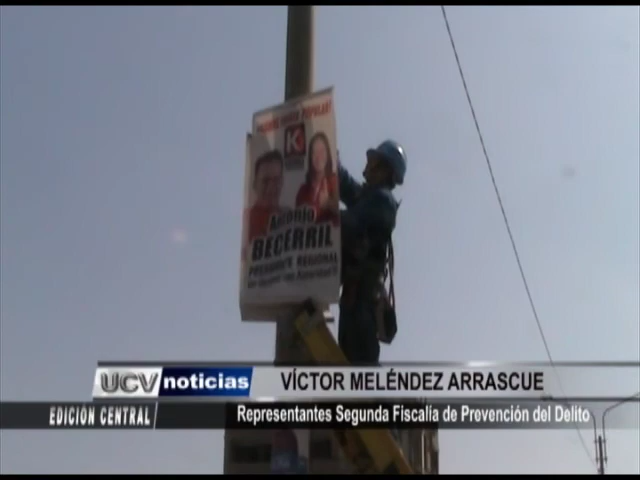 K
Antonio
BECERRIL
PRESIDENTE REGIONAL
UCV noticias
VÍCTOR MELÉNDEZ ARRASCUE
EDICIÓN CENTRAL
Representantes Segunda Fiscalía de Prevención del Delito